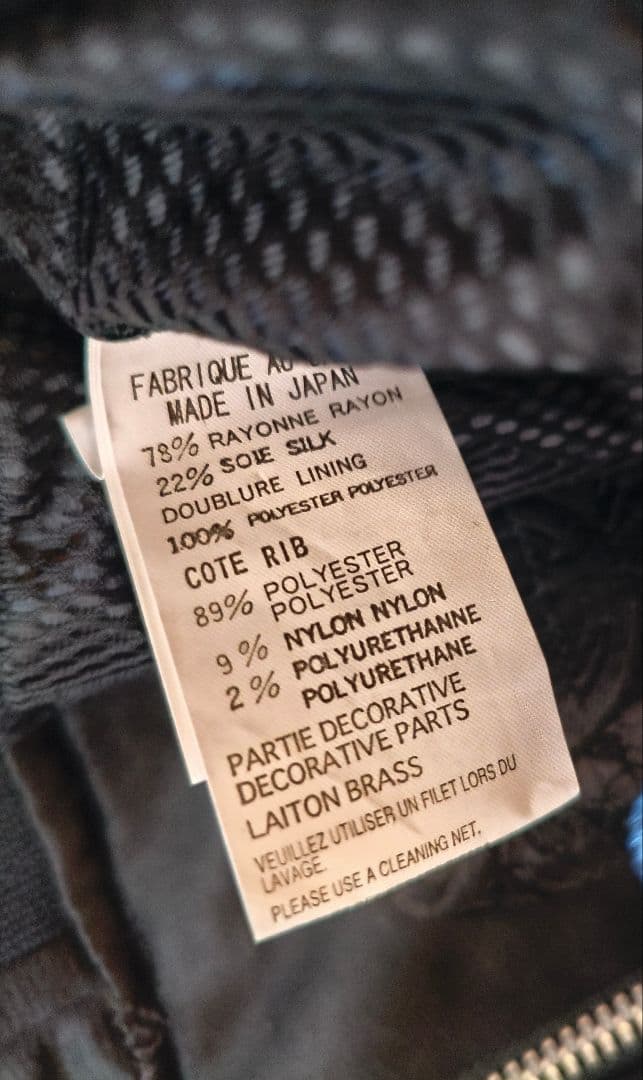 FABRIQUE AU
MADE IN JAPAN
78% RAYONNE RAYON
22% SOIE SILK
DOUBLURE LINING
100% POLYESTER POLYESTER
COTE RIB
89% POLYESTER
POLYESTER
9% NYLON NYLON
2% POLYURETHANNE
POLYURETHANE
PARTIE DECORATIVE
DECORATIVE PARTS
LAITON BRASS
VEUILLEZ UTILISER UN FILET LORS DU
LAVAGE
PLEASE USE A CLEANING NET.